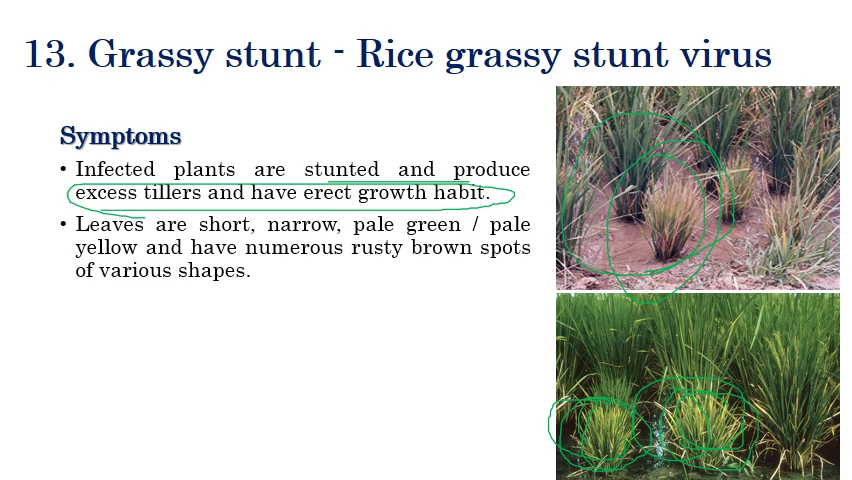 13. Grassy stunt - Rice grassy stunt virus
Symptoms
• Infected plants are stunted and produce
excess tillers and have erect growth habit.
• Leaves are short, narrow, pale green / pale
yellow and have numerous rusty brown spots
of various shapes.